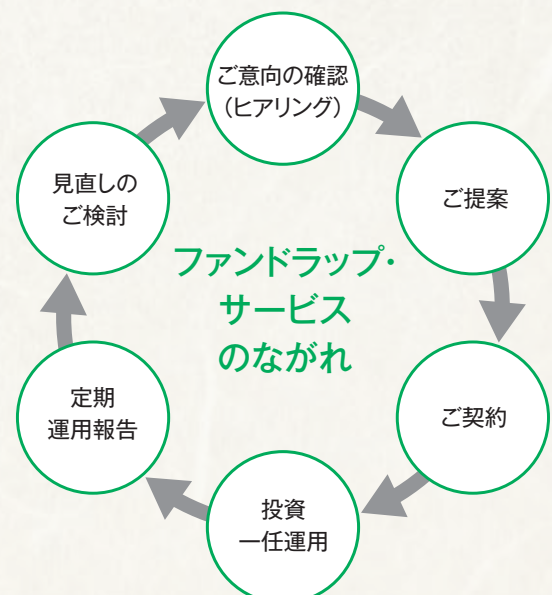 ご意向の確認
（ヒアリング）
ご提案
ご契約
投資
一任運用
定期
運用報告
見直しの
ご検討
ファンドラップ・
サービス
のながれ